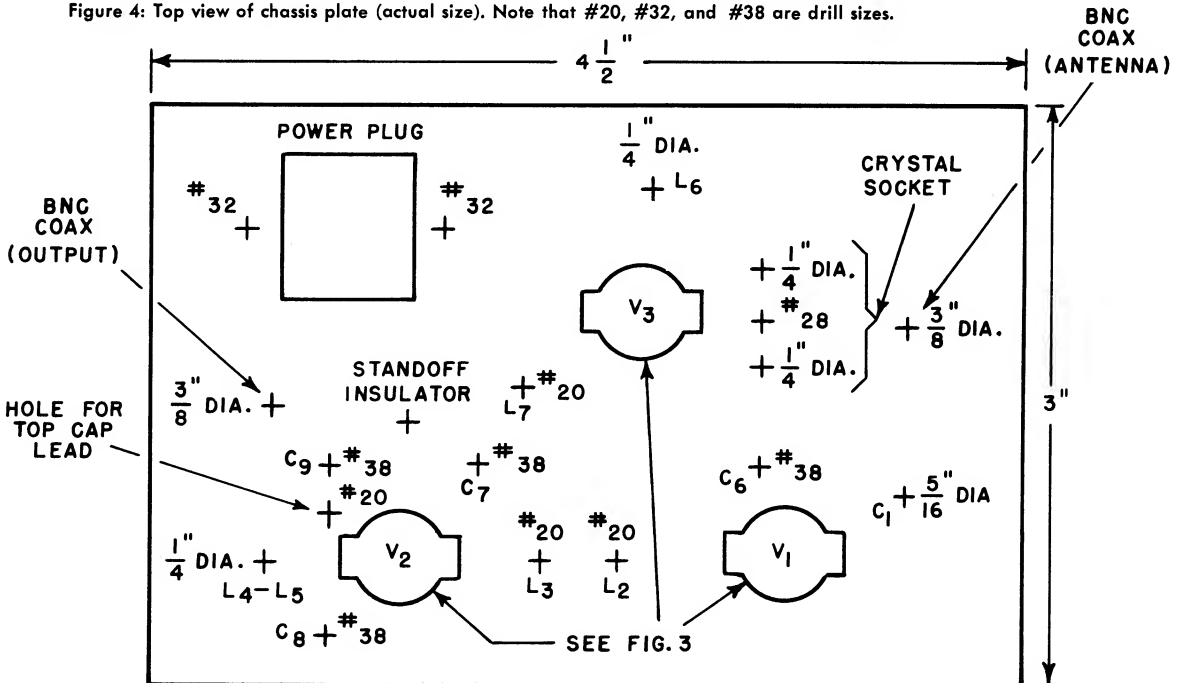 Figure 4: Top view of chassis plate (actual size). Note that #20, #32, and #38 are drill sizes.
BNC
COAX
(ANTENNA)
4 1/2"
POWER PLUG
1/4" DIA.
L6
CRYSTAL
SOCKET
#32
#32
BNC
COAX
(OUTPUT)
V3
1/4" DIA.
#28
1/4" DIA.
3/8" DIA.
3"
STANDOFF
INSULATOR
3/8" DIA.
#20
L7
HOLE FOR
TOP CAP
LEAD
C9 #38
#38
C7
C6 #38
C1 5/16" DIA
#20
V2
#20
L3
#20
L2
V1
1/4" DIA.
L4-L5
C8 #38
SEE FIG. 3